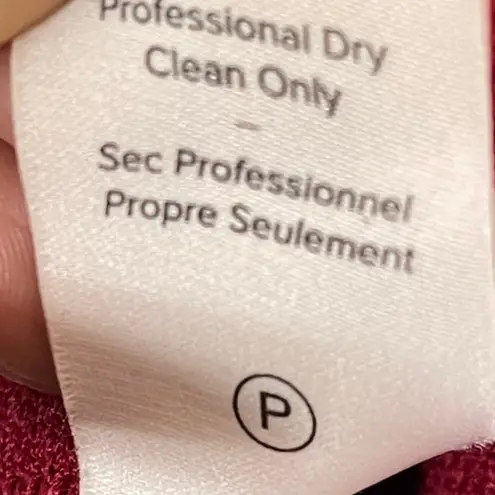 Professional Dry
Clean Only
–
Sec Professionnel
Propre Seulement
P